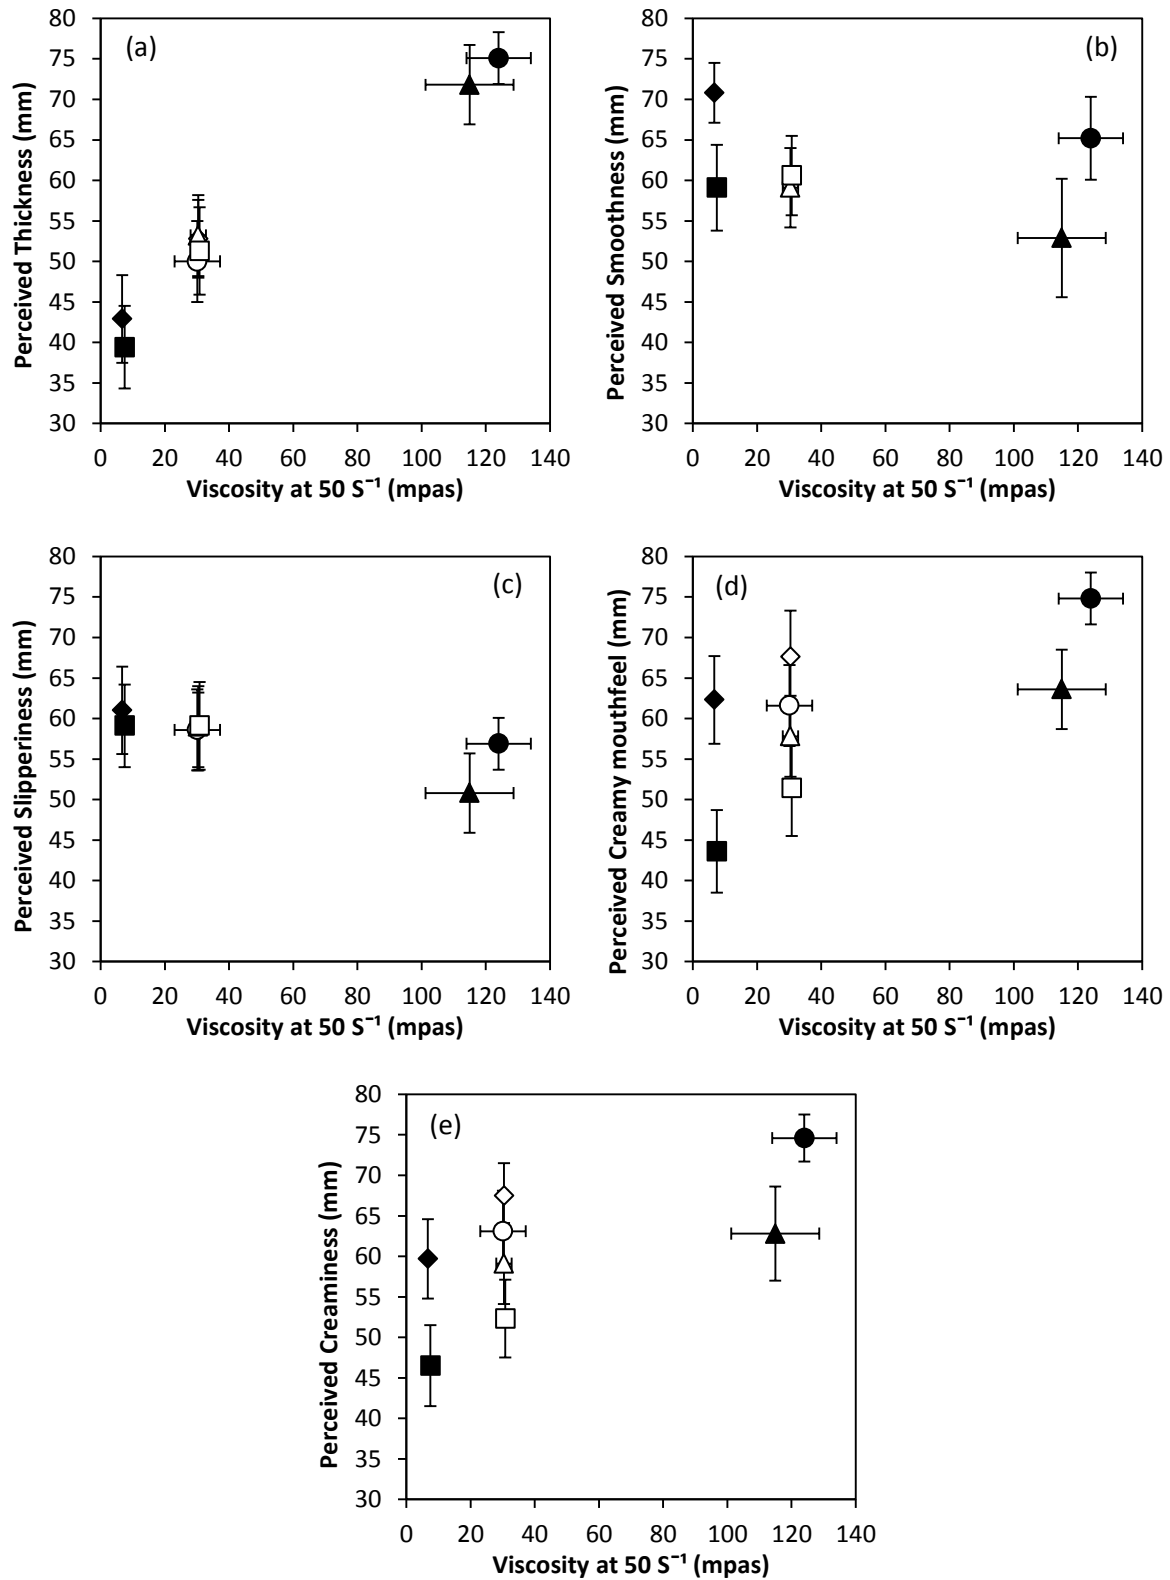 (a)
Perceived Thickness (mm)
80
75
70
65
60
55
50
45
40
35
30
0 20 40 60 80 100 120 140
Viscosity at 50 S⁻¹ (mpas)
(b)
Perceived Smoothness (mm)
80
75
70
65
60
55
50
45
40
35
30
0 20 40 60 80 100 120 140
Viscosity at 50 S⁻¹ (mpas)
(c)
Perceived Slipperiness (mm)
80
75
70
65
60
55
50
45
40
35
30
0 20 40 60 80 100 120 140
Viscosity at 50 S⁻¹ (mpas)
(d)
Perceived Creamy mouthfeel (mm)
80
75
70
65
60
55
50
45
40
35
30
0 20 40 60 80 100 120 140
Viscosity at 50 S⁻¹ (mpas)
(e)
Perceived Creaminess (mm)
80
75
70
65
60
55
50
45
40
35
30
0 20 40 60 80 100 120 140
Viscosity at 50 S⁻¹ (mpas)